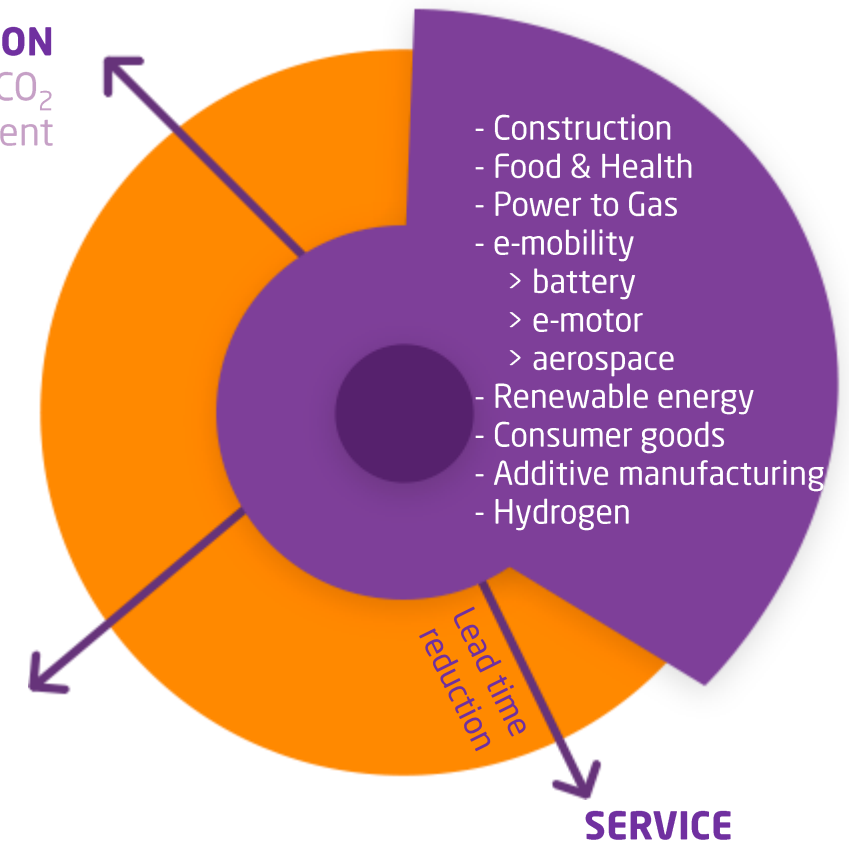 ON
CO₂
ent
- Construction
- Food & Health
- Power to Gas
- e-mobility
> battery
> e-motor
> aerospace
- Renewable energy
- Consumer goods
- Additive manufacturing
- Hydrogen
Lead time
reduction
SERVICE